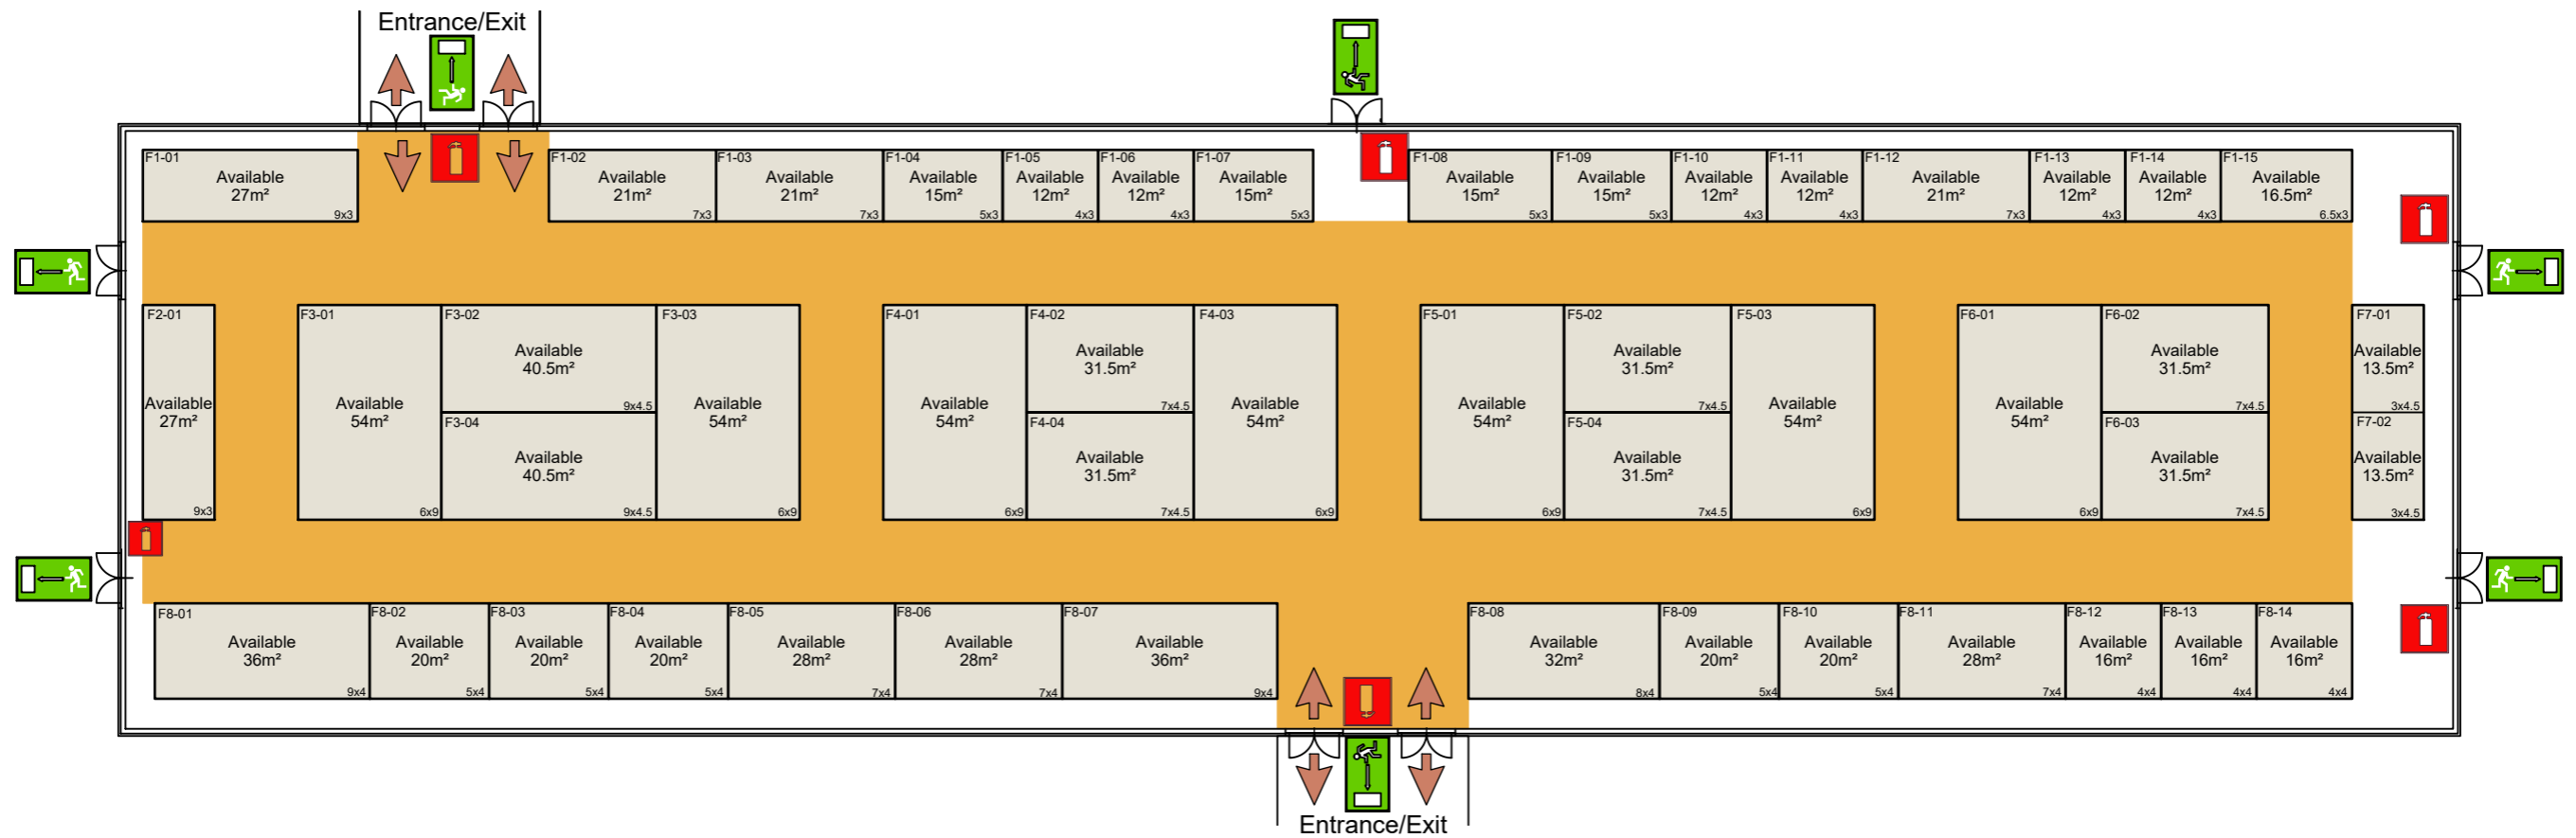 Entrance/Exit
F1-01
Available
27m²
9x3
F1-02
Available
21m²
7x3
F1-03
Available
21m²
7x3
F1-04
Available
15m²
5x3
F1-05
Available
12m²
4x3
F1-06
Available
12m²
4x3
F1-07
Available
15m²
5x3
F1-08
Available
15m²
5x3
F1-09
Available
15m²
5x3
F1-10
Available
12m²
4x3
F1-11
Available
12m²
4x3
F1-12
Available
21m²
7x3
F1-13
Available
12m²
4x3
F1-14
Available
12m²
4x3
F1-15
Available
16.5m²
6.5x3
F2-01
Available
27m²
9x3
F3-01
Available
54m²
6x9
F3-02
Available
40.5m²
9x4.5
F3-04
Available
40.5m²
9x4.5
F3-03
Available
54m²
6x9
F4-01
Available
54m²
6x9
F4-02
Available
31.5m²
7x4.5
F4-04
Available
31.5m²
7x4.5
F4-03
Available
54m²
6x9
F5-01
Available
54m²
6x9
F5-02
Available
31.5m²
7x4.5
F5-04
Available
31.5m²
7x4.5
F5-03
Available
54m²
6x9
F6-01
Available
54m²
6x9
F6-02
Available
31.5m²
7x4.5
F6-03
Available
31.5m²
7x4.5
F7-01
Available
13.5m²
3x4.5
F7-02
Available
13.5m²
3x4.5
F8-01
Available
36m²
9x4
F8-02
Available
20m²
5x4
F8-03
Available
20m²
5x4
F8-04
Available
20m²
5x4
F8-05
Available
28m²
7x4
F8-06
Available
28m²
7x4
F8-07
Available
36m²
9x4
F8-08
Available
32m²
8x4
F8-09
Available
20m²
5x4
F8-10
Available
20m²
5x4
F8-11
Available
28m²
7x4
F8-12
Available
16m²
4x4
F8-13
Available
16m²
4x4
F8-14
Available
16m²
4x4
Entrance/Exit